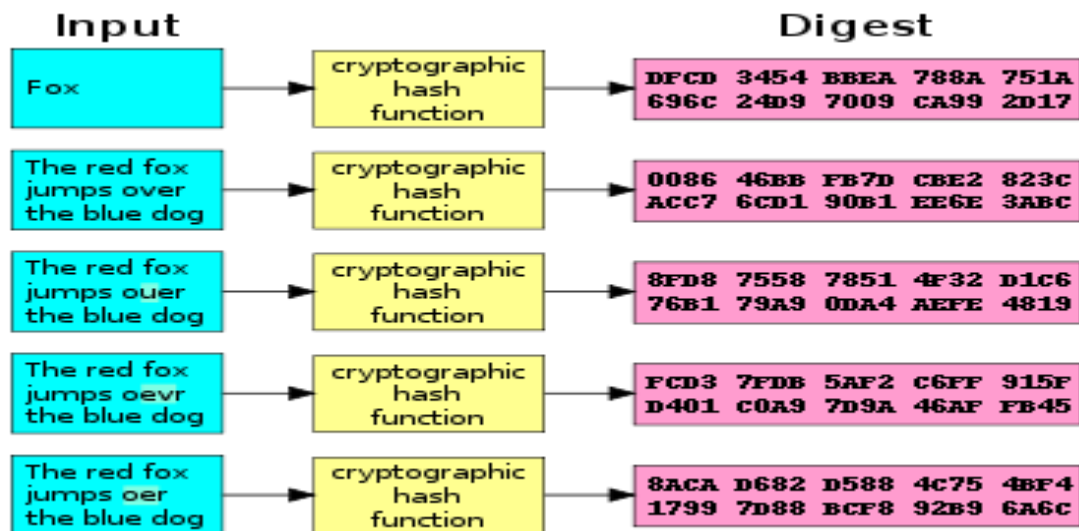 Input Digest
Fox
cryptographic
hash
function
DFCD 3454 BBEA 788A 751A
696C 24D9 7009 CA99 2D17
The red fox
jumps over
the blue dog
cryptographic
hash
function
0086 46BB FB7D CBE2 823C
ACC7 6CD1 90B1 EE6E 3ABC
The red fox
jumps ouer
the blue dog
cryptographic
hash
function
8FD8 7558 7851 4F32 D1C6
76B1 79A9 0DA4 AEFE 4819
The red fox
jumps oevr
the blue dog
cryptographic
hash
function
FCD3 7FDB 5AF2 C6FF 915F
D401 C0A9 7D9A 46AF FB45
The red fox
jumps oer
the blue dog
cryptographic
hash
function
8ACA D682 D588 4C75 4BF4
1799 7D88 BCF8 92B9 6A6C